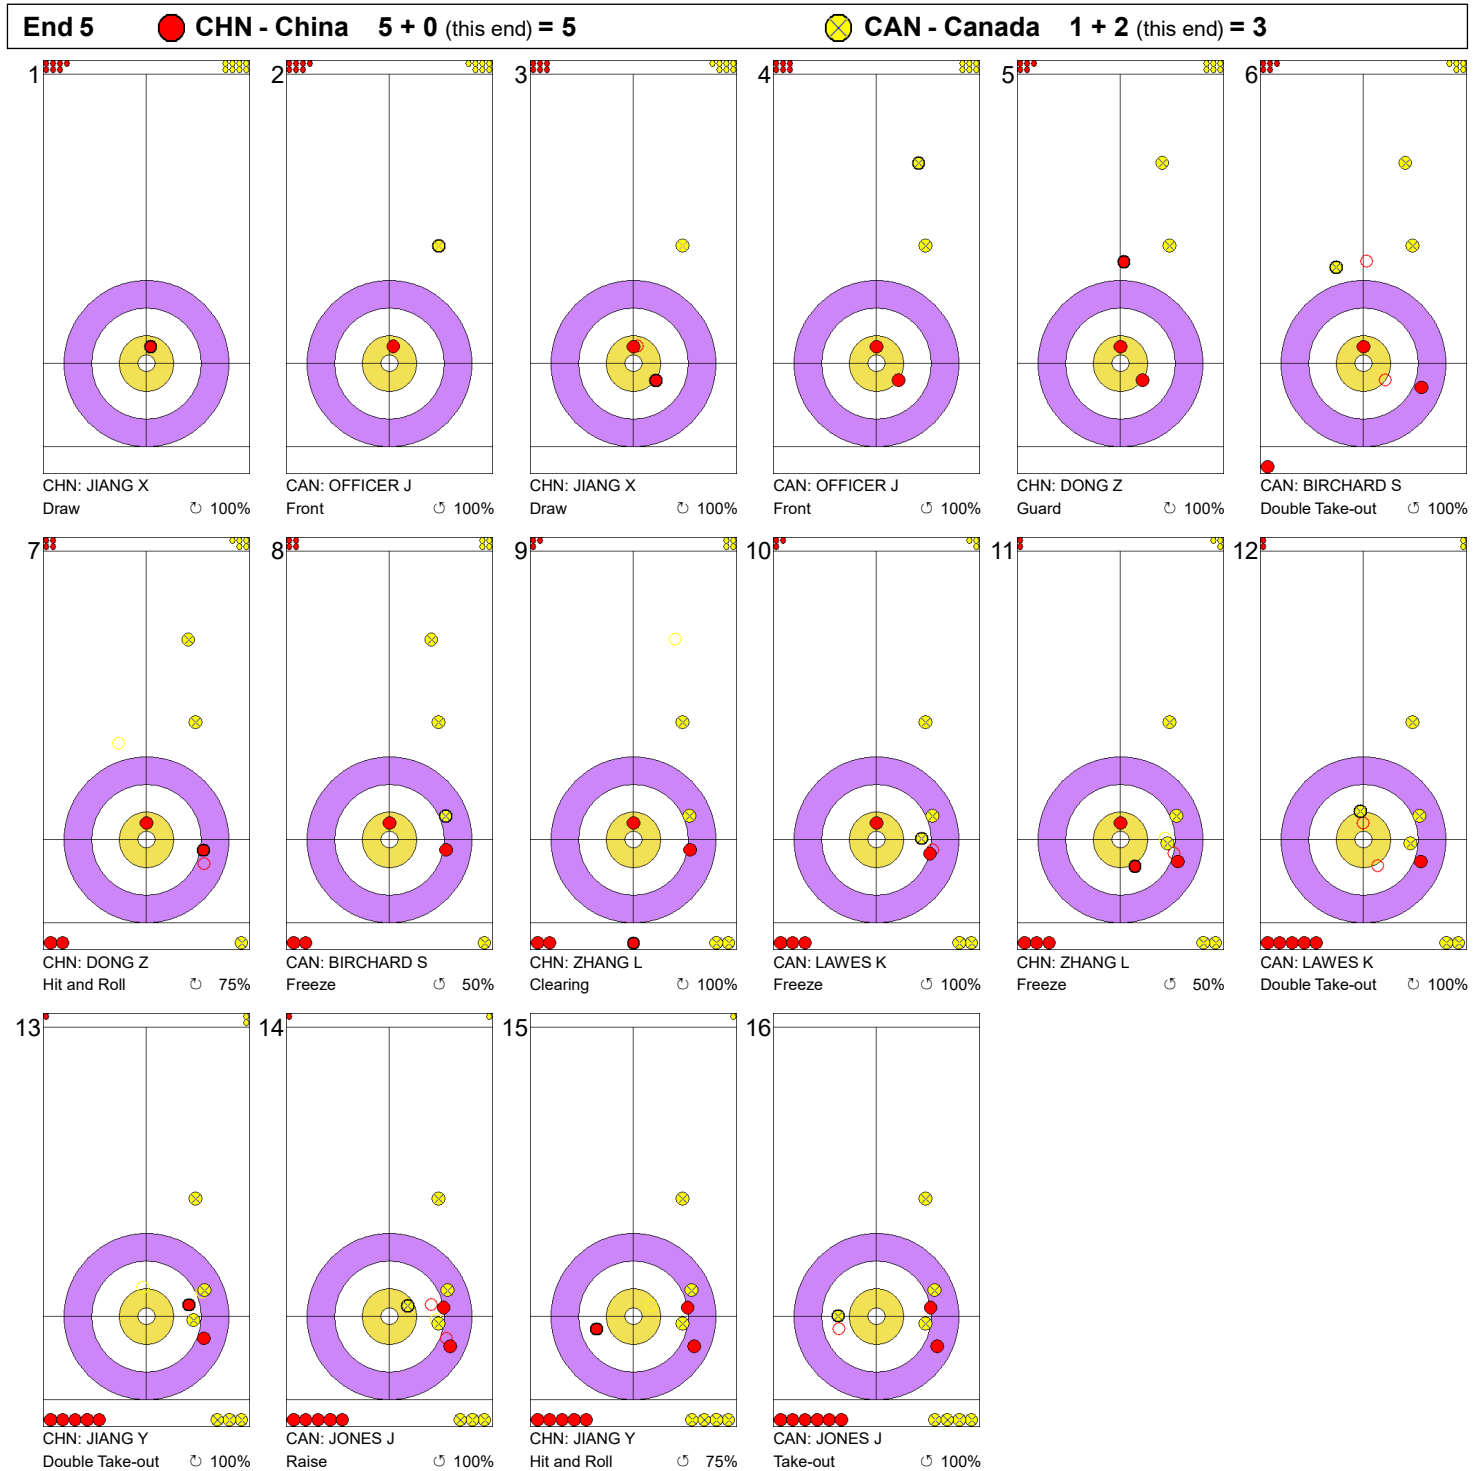 End 5 CHN - China 5 + 0 (this end) = 5 CAN - Canada 1 + 2 (this end) = 3
1 2 3 4 5 6
CHN: JIANG X CAN: OFFICER J CHN: JIANG X CAN: OFFICER J CHN: DONG Z CAN: BIRCHARD S
Draw ↻ 100% Front ↺ 100% Draw ↻ 100% Front ↺ 100% Guard ↻ 100% Double Take-out ↻ 100%
7 8 9 10 11 12
CHN: DONG Z CAN: BIRCHARD S CHN: ZHANG L CAN: LAWES K CHN: ZHANG L CAN: LAWES K
Hit and Roll ↻ 75% Freeze ↺ 50% Clearing ↻ 100% Freeze ↺ 100% Freeze ↺ 50% Double Take-out ↻ 100%
13 14 15 16
CHN: JIANG Y CAN: JONES J CHN: JIANG Y CAN: JONES J
Double Take-out ↻ 100% Raise ↺ 100% Hit and Roll ↺ 75% Take-out ↺ 100%